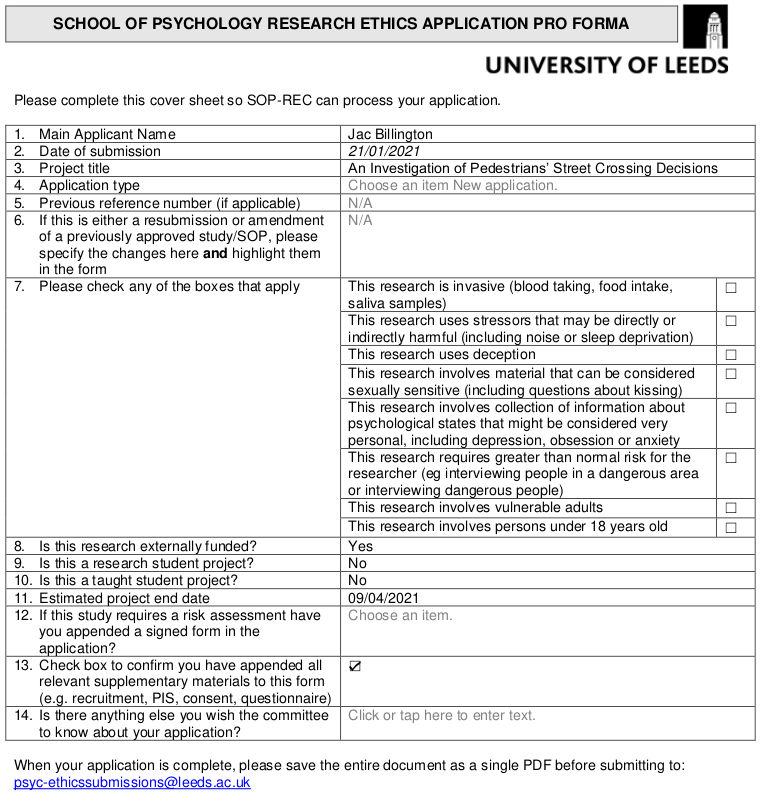 SCHOOL OF PSYCHOLOGY RESEARCH ETHICS APPLICATION PRO FORMA
UNIVERSITY OF LEEDS
Please complete this cover sheet so SOP-REC can process your application.
1. Main Applicant Name Jac Billington
2. Date of submission 21/01/2021
3. Project title An Investigation of Pedestrians' Street Crossing Decisions
4. Application type Choose an item New application.
5. Previous reference number (if applicable) N/A
6. If this is either a resubmission or amendment N/A
of a previously approved study/SOP, please
specify the changes here and highlight them
in the form
7. Please check any of the boxes that apply
This research is invasive (blood taking, food intake, ☐
saliva samples)
This research uses stressors that may be directly or ☐
indirectly harmful (including noise or sleep deprivation)
This research uses deception ☐
This research involves material that can be considered ☐
sexually sensitive (including questions about kissing)
This research involves collection of information about ☐
psychological states that might be considered very
personal, including depression, obsession or anxiety
This research requires greater than normal risk for the ☐
researcher (eg interviewing people in a dangerous area
or interviewing dangerous people)
This research involves vulnerable adults ☐
This research involves persons under 18 years old ☐
8. Is this research externally funded? Yes
9. Is this a research student project? No
10. Is this a taught student project? No
11. Estimated project end date 09/04/2021
12. If this study requires a risk assessment have Choose an item.
you appended a signed form in the
application?
13. Check box to confirm you have appended all ☑
relevant supplementary materials to this form
(e.g. recruitment, PIS, consent, questionnaire)
14. Is there anything else you wish the committee Click or tap here to enter text.
to know about your application?
When your application is complete, please save the entire document as a single PDF before submitting to:
psyc-ethicssubmissions@leeds.ac.uk